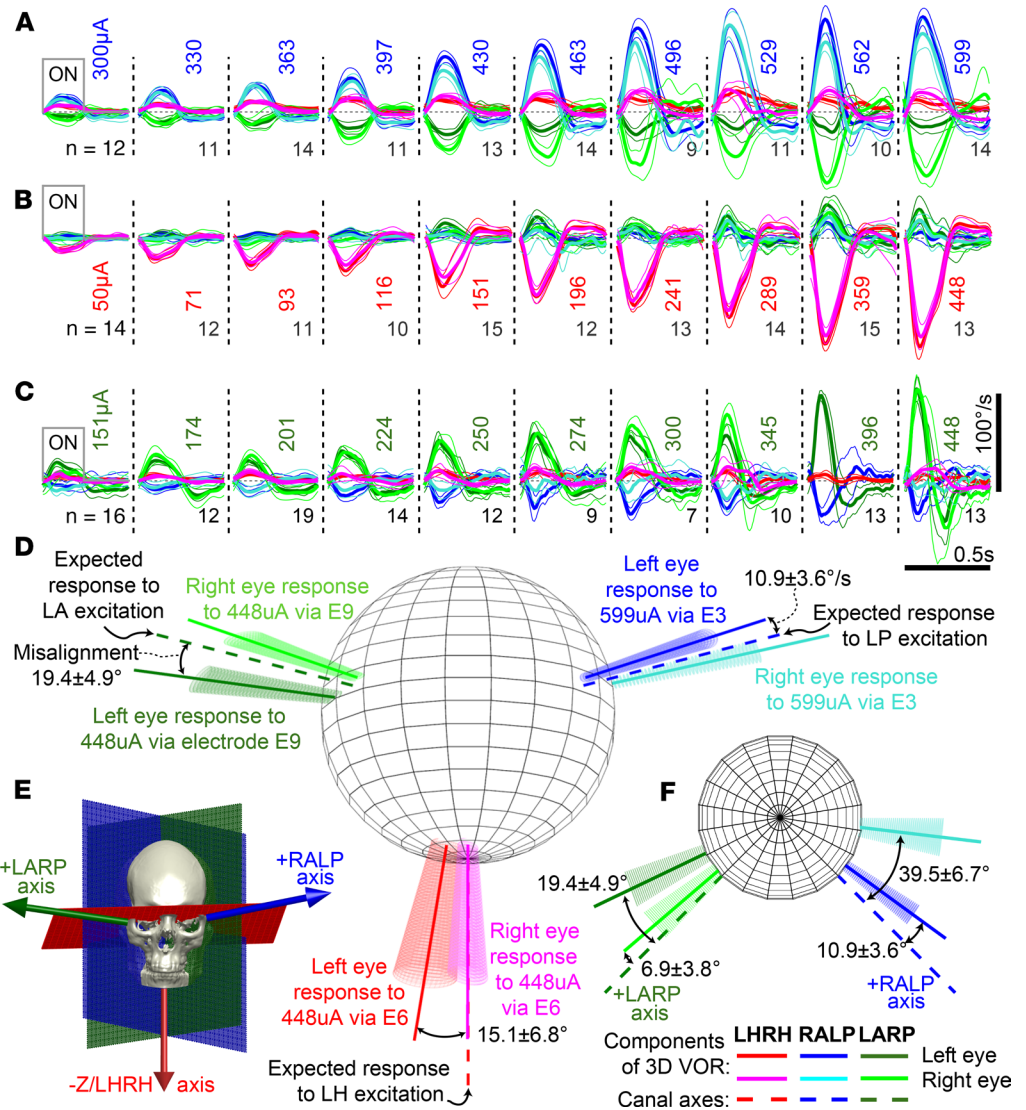 A
ON
300µA
330
363
397
430
463
496
529
562
599
n = 12
11
14
11
13
14
9
11
10
14
B
ON
50µA
71
93
116
151
196
241
289
359
448
n = 14
12
11
10
15
12
13
14
15
13
C
ON
151µA
174
201
224
250
274
300
345
396
448
100°/s
n = 16
12
19
14
12
9
7
10
13
13
0.5s
D
Expected
response to
LA excitation
Right eye response
to 448uA via E9
Misalignment
19.4±4.9°
Left eye response to
448uA via electrode E9
Left eye
response to
599uA via E3
10.9±3.6°/s
Expected response
to LP excitation
Right eye response
to 599uA via E3
E
+LARP
axis
+RALP
axis
-Z/LHRH axis
Left eye
response to
448uA via E6
Right eye
response
to 448uA
via E6
15.1±6.8°
Expected response
to LH excitation
F
19.4±4.9°
39.5±6.7°
10.9±3.6°
6.9±3.8°
+LARP
axis
+RALP
axis
Components
of 3D VOR:
LHRH RALP LARP
Left eye
Right eye
Canal axes: